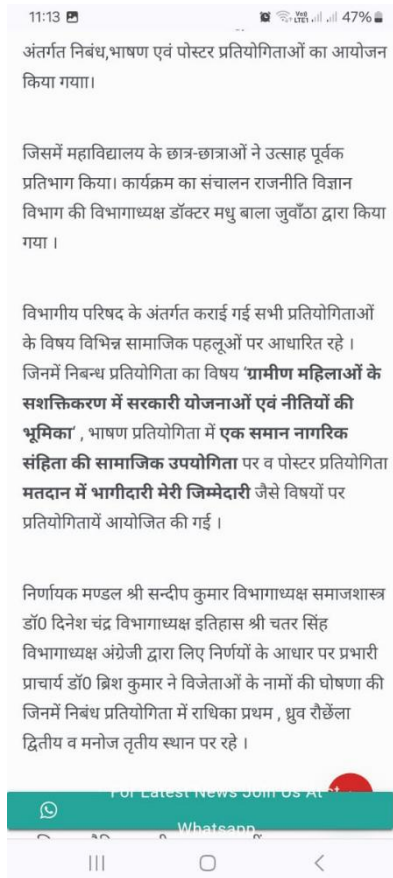 11:13
47%
अंतर्गत निबंध,भाषण एवं पोस्टर प्रतियोगिताओं का आयोजन
किया गयाा।
जिसमें महाविद्यालय के छात्र-छात्राओं ने उत्साह पूर्वक
प्रतिभाग किया। कार्यक्रम का संचालन राजनीति विज्ञान
विभाग की विभागाध्यक्ष डॉक्टर मधु बाला जुवाँठा द्वारा किया
गया ।
विभागीय परिषद के अंतर्गत कराई गई सभी प्रतियोगिताओं
के विषय विभिन्न सामाजिक पहलूओं पर आधारित रहे ।
जिनमें निबन्ध प्रतियोगिता का विषय ‘ग्रामीण महिलाओं के
सशक्तिकरण में सरकारी योजनाओं एवं नीतियों की
भूमिका’ , भाषण प्रतियोगिता में एक समान नागरिक
संहिता की सामाजिक उपयोगिता पर व पोस्टर प्रतियोगिता
मतदान में भागीदारी मेरी जिम्मेदारी जैसे विषयों पर
प्रतियोगितायें आयोजित की गई ।
निर्णायक मण्डल श्री सन्दीप कुमार विभागाध्यक्ष समाजशास्त्र
डॉ0 दिनेश चंद्र विभागाध्यक्ष इतिहास श्री चतर सिंह
विभागाध्यक्ष अंग्रेजी द्वारा लिए निर्णयों के आधार पर प्रभारी
प्राचार्य डॉ0 ब्रिश कुमार ने विजेताओं के नामों की घोषणा की
जिनमें निबंध प्रतियोगिता में राधिका प्रथम , ध्रुव रौछेंला
द्वितीय व मनोज तृतीय स्थान पर रहे ।
For Latest News Join Us At
Whatsapp